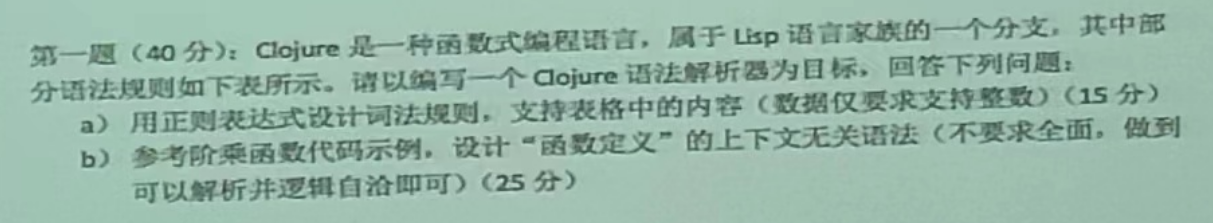 第一题（40 分）：Clojure 是一种函数式编程语言，属于 Lisp 语言家族的一个分支，其中部
分语法规则如下表所示。请以编写一个 Clojure 语法解析器为目标，回答下列问题：
a） 用正则表达式设计词法规则，支持表格中的内容（数据仅要求支持整数）（15 分）
b） 参考阶乘函数代码示例，设计“函数定义”的上下文无关语法（不要求全面，做到
可以解析并逻辑自洽即可）（25 分）